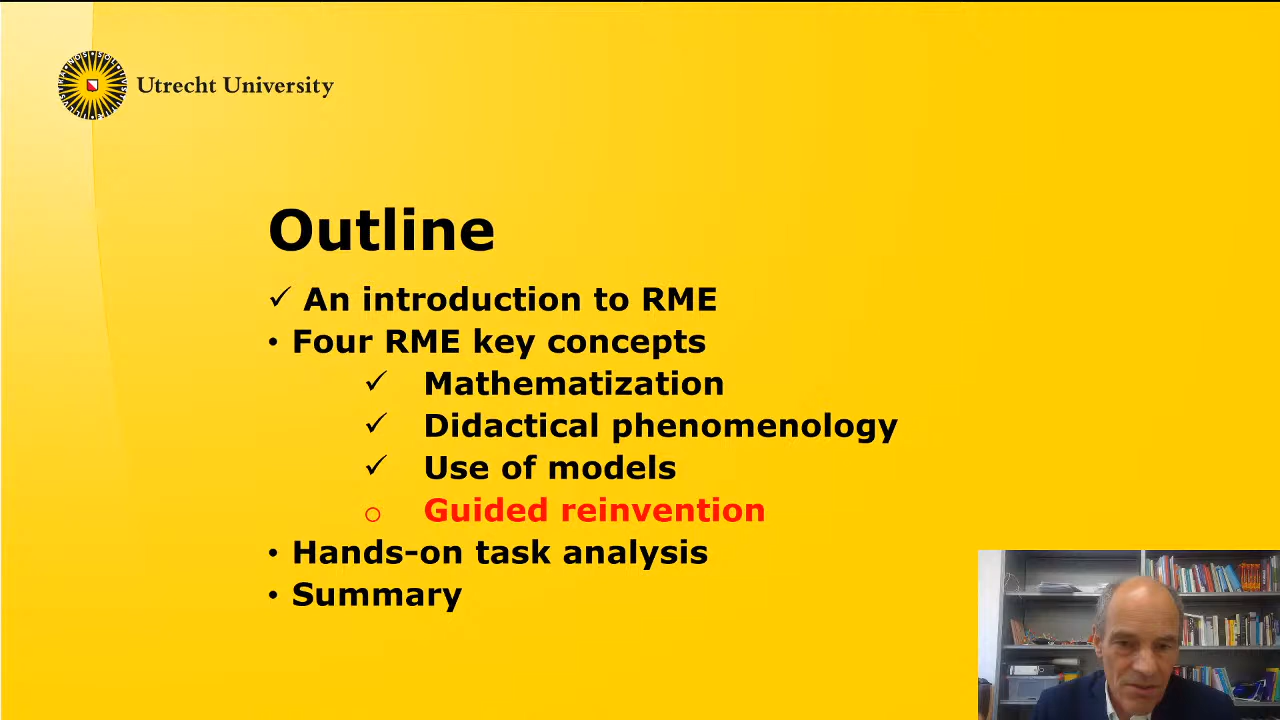 Utrecht University
Outline
✓ An introduction to RME
• Four RME key concepts
✓ Mathematization
✓ Didactical phenomenology
✓ Use of models
○ Guided reinvention
• Hands-on task analysis
• Summary